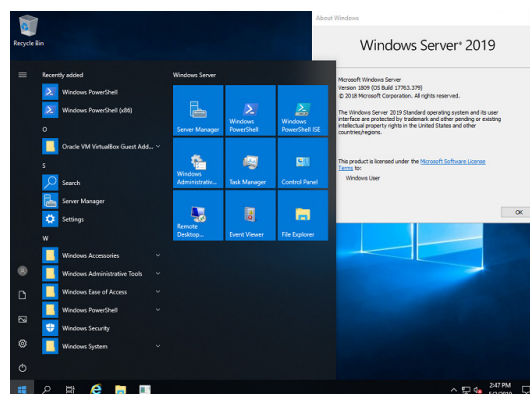 Recycle Bin
About Windows
Windows Server® 2019
Microsoft Windows Server
Version 1809 (OS Build 17763.379)
© 2018 Microsoft Corporation. All rights reserved.
The Windows Server 2019 Standard operating system and its user
interface are protected by trademark and other pending or existing
intellectual property rights in the United States and other
countries/regions.
This product is licensed under the Microsoft Software License
Terms to:
Windows User
OK
Recently added
Windows PowerShell
Windows PowerShell (x86)
O
Oracle VM VirtualBox Guest Add...
S
Search
Server Manager
Settings
W
Windows Accessories
Windows Administrative Tools
Windows Ease of Access
Windows PowerShell
Windows Security
Windows System
Windows Server
Server Manager
Windows
PowerShell
Windows
PowerShell ISE
Windows
Administrativ...
Task Manager
Control Panel
Remote
Desktop...
Event Viewer
File Explorer
2:47 PM